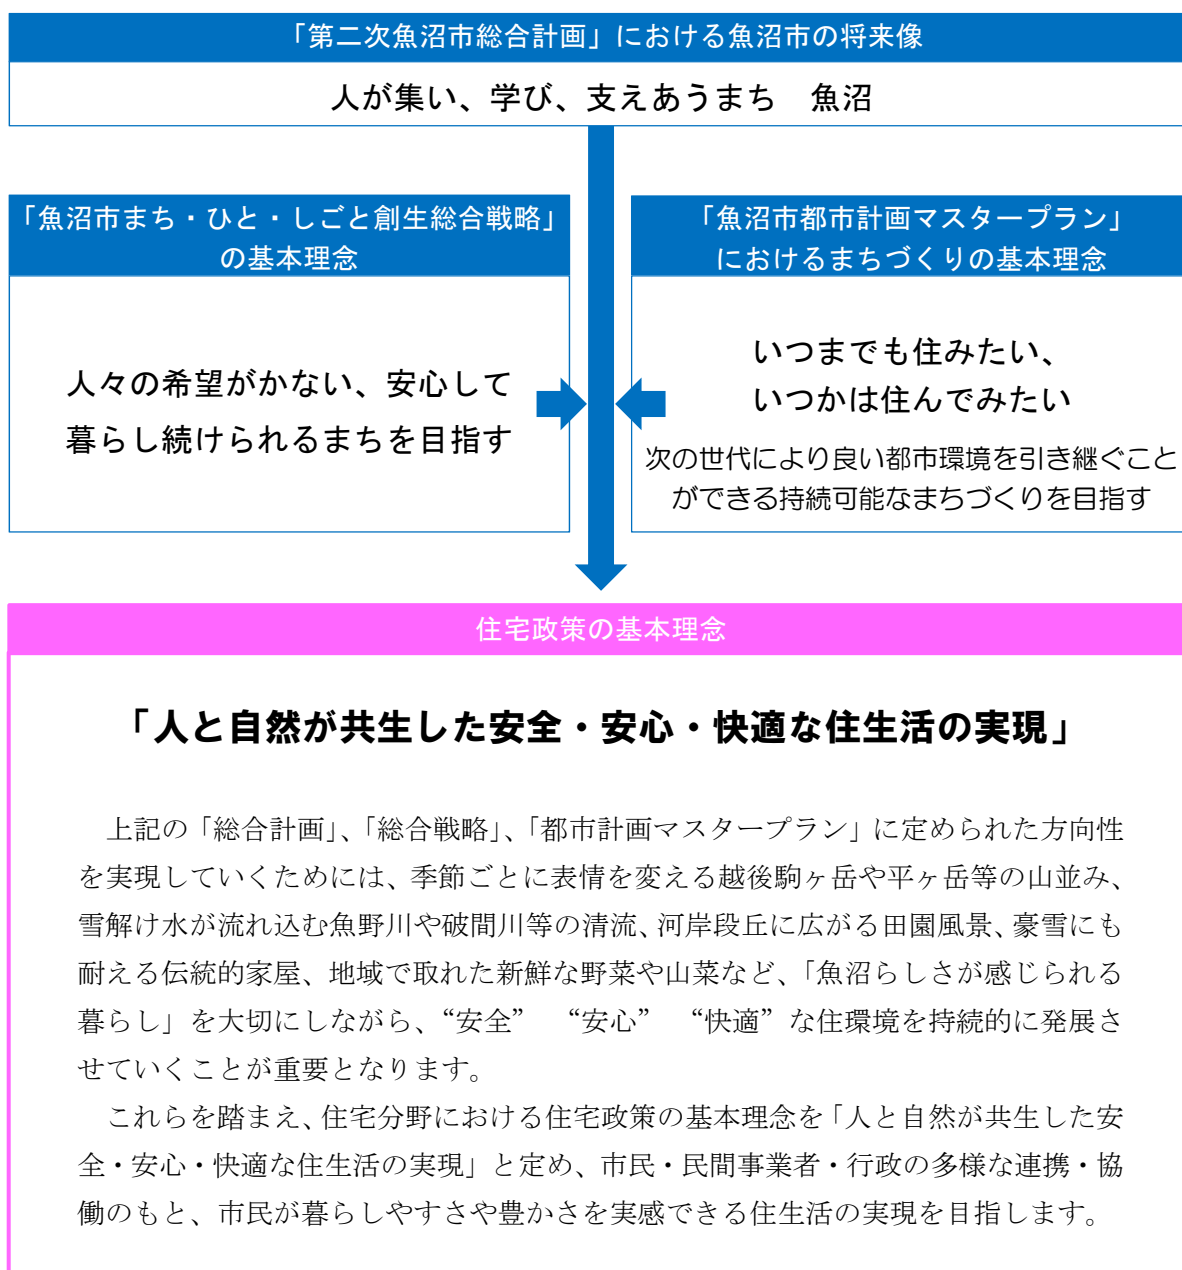 「第二次魚沼市総合計画」における魚沼市の将来像
人が集い、学び、支えあうまち　魚沼
「魚沼市まち・ひと・しごと創生総合戦略」
の基本理念
人々の希望がかない、安心して
暮らし続けられるまちを目指す
「魚沼市都市計画マスタープラン」
におけるまちづくりの基本理念
いつまでも住みたい、
いつかは住んでみたい
次の世代により良い都市環境を引き継ぐこと
ができる持続可能なまちづくりを目指す
住宅政策の基本理念
「人と自然が共生した安全・安心・快適な住生活の実現」
上記の「総合計画」、「総合戦略」、「都市計画マスタープラン」に定められた方向性
を実現していくためには、季節ごとに表情を変える越後駒ヶ岳や平ヶ岳等の山並み、
雪解け水が流れ込む魚野川や破間川等の清流、河岸段丘に広がる田園風景、豪雪にも
耐える伝統的家屋、地域で取れた新鮮な野菜や山菜など、「魚沼らしさが感じられる
暮らし」を大切にしながら、“安全”　“安心”　“快適”な住環境を持続的に発展さ
せていくことが重要となります。
これらを踏まえ、住宅分野における住宅政策の基本理念を「人と自然が共生した安
全・安心・快適な住生活の実現」と定め、市民・民間事業者・行政の多様な連携・協
働のもと、市民が暮らしやすさや豊かさを実感できる住生活の実現を目指します。